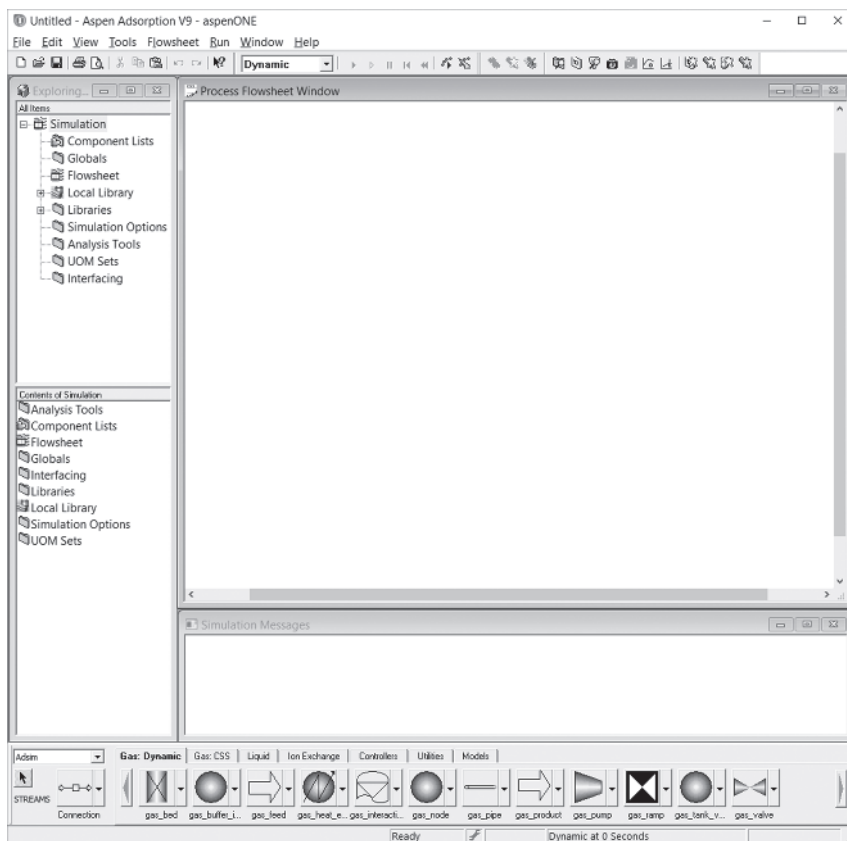 Untitled - Aspen Adsorption V9 - aspenONE
File Edit View Tools Flowsheet Run Window Help
Dynamic
Exploring...
Process Flowsheet Window
All Items
Simulation
Component Lists
Globals
Flowsheet
Local Library
Libraries
Simulation Options
Analysis Tools
UOM Sets
Interfacing
Contents of Simulation
Analysis Tools
Component Lists
Flowsheet
Globals
Interfacing
Libraries
Local Library
Simulation Options
UOM Sets
Simulation Messages
Adsim
Gas: Dynamic Gas: CSS Liquid Ion Exchange Controllers Utilities Models
STREAMS
Connection gas_bed gas_buffer_i... gas_feed gas_heat_e... gas_interacti... gas_node gas_pipe gas_product gas_pump gas_ramp gas_tank_v... gas_valve
Ready Dynamic at 0 Seconds